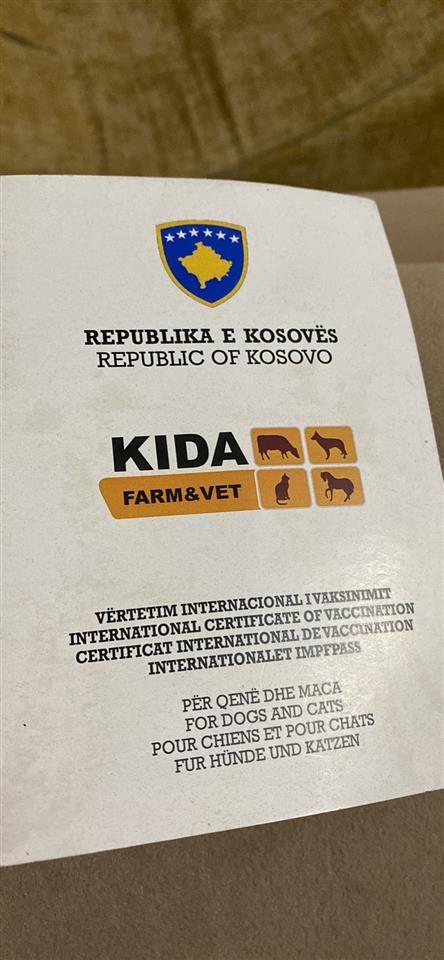 REPUBLIKA E KOSOVËS
REPUBLIC OF KOSOVO
KIDA
FARM&VET
VËRTETIM INTERNACIONAL I VAKSINIMIT
INTERNATIONAL CERTIFICATE OF VACCINATION
CERTIFICAT INTERNATIONAL DE VACCINATION
INTERNATIONALET IMPFPASS
PËR QENË DHE MACA
FOR DOGS AND CATS
POUR CHIENS ET POUR CHATS
FUR HÜNDE UND KATZEN